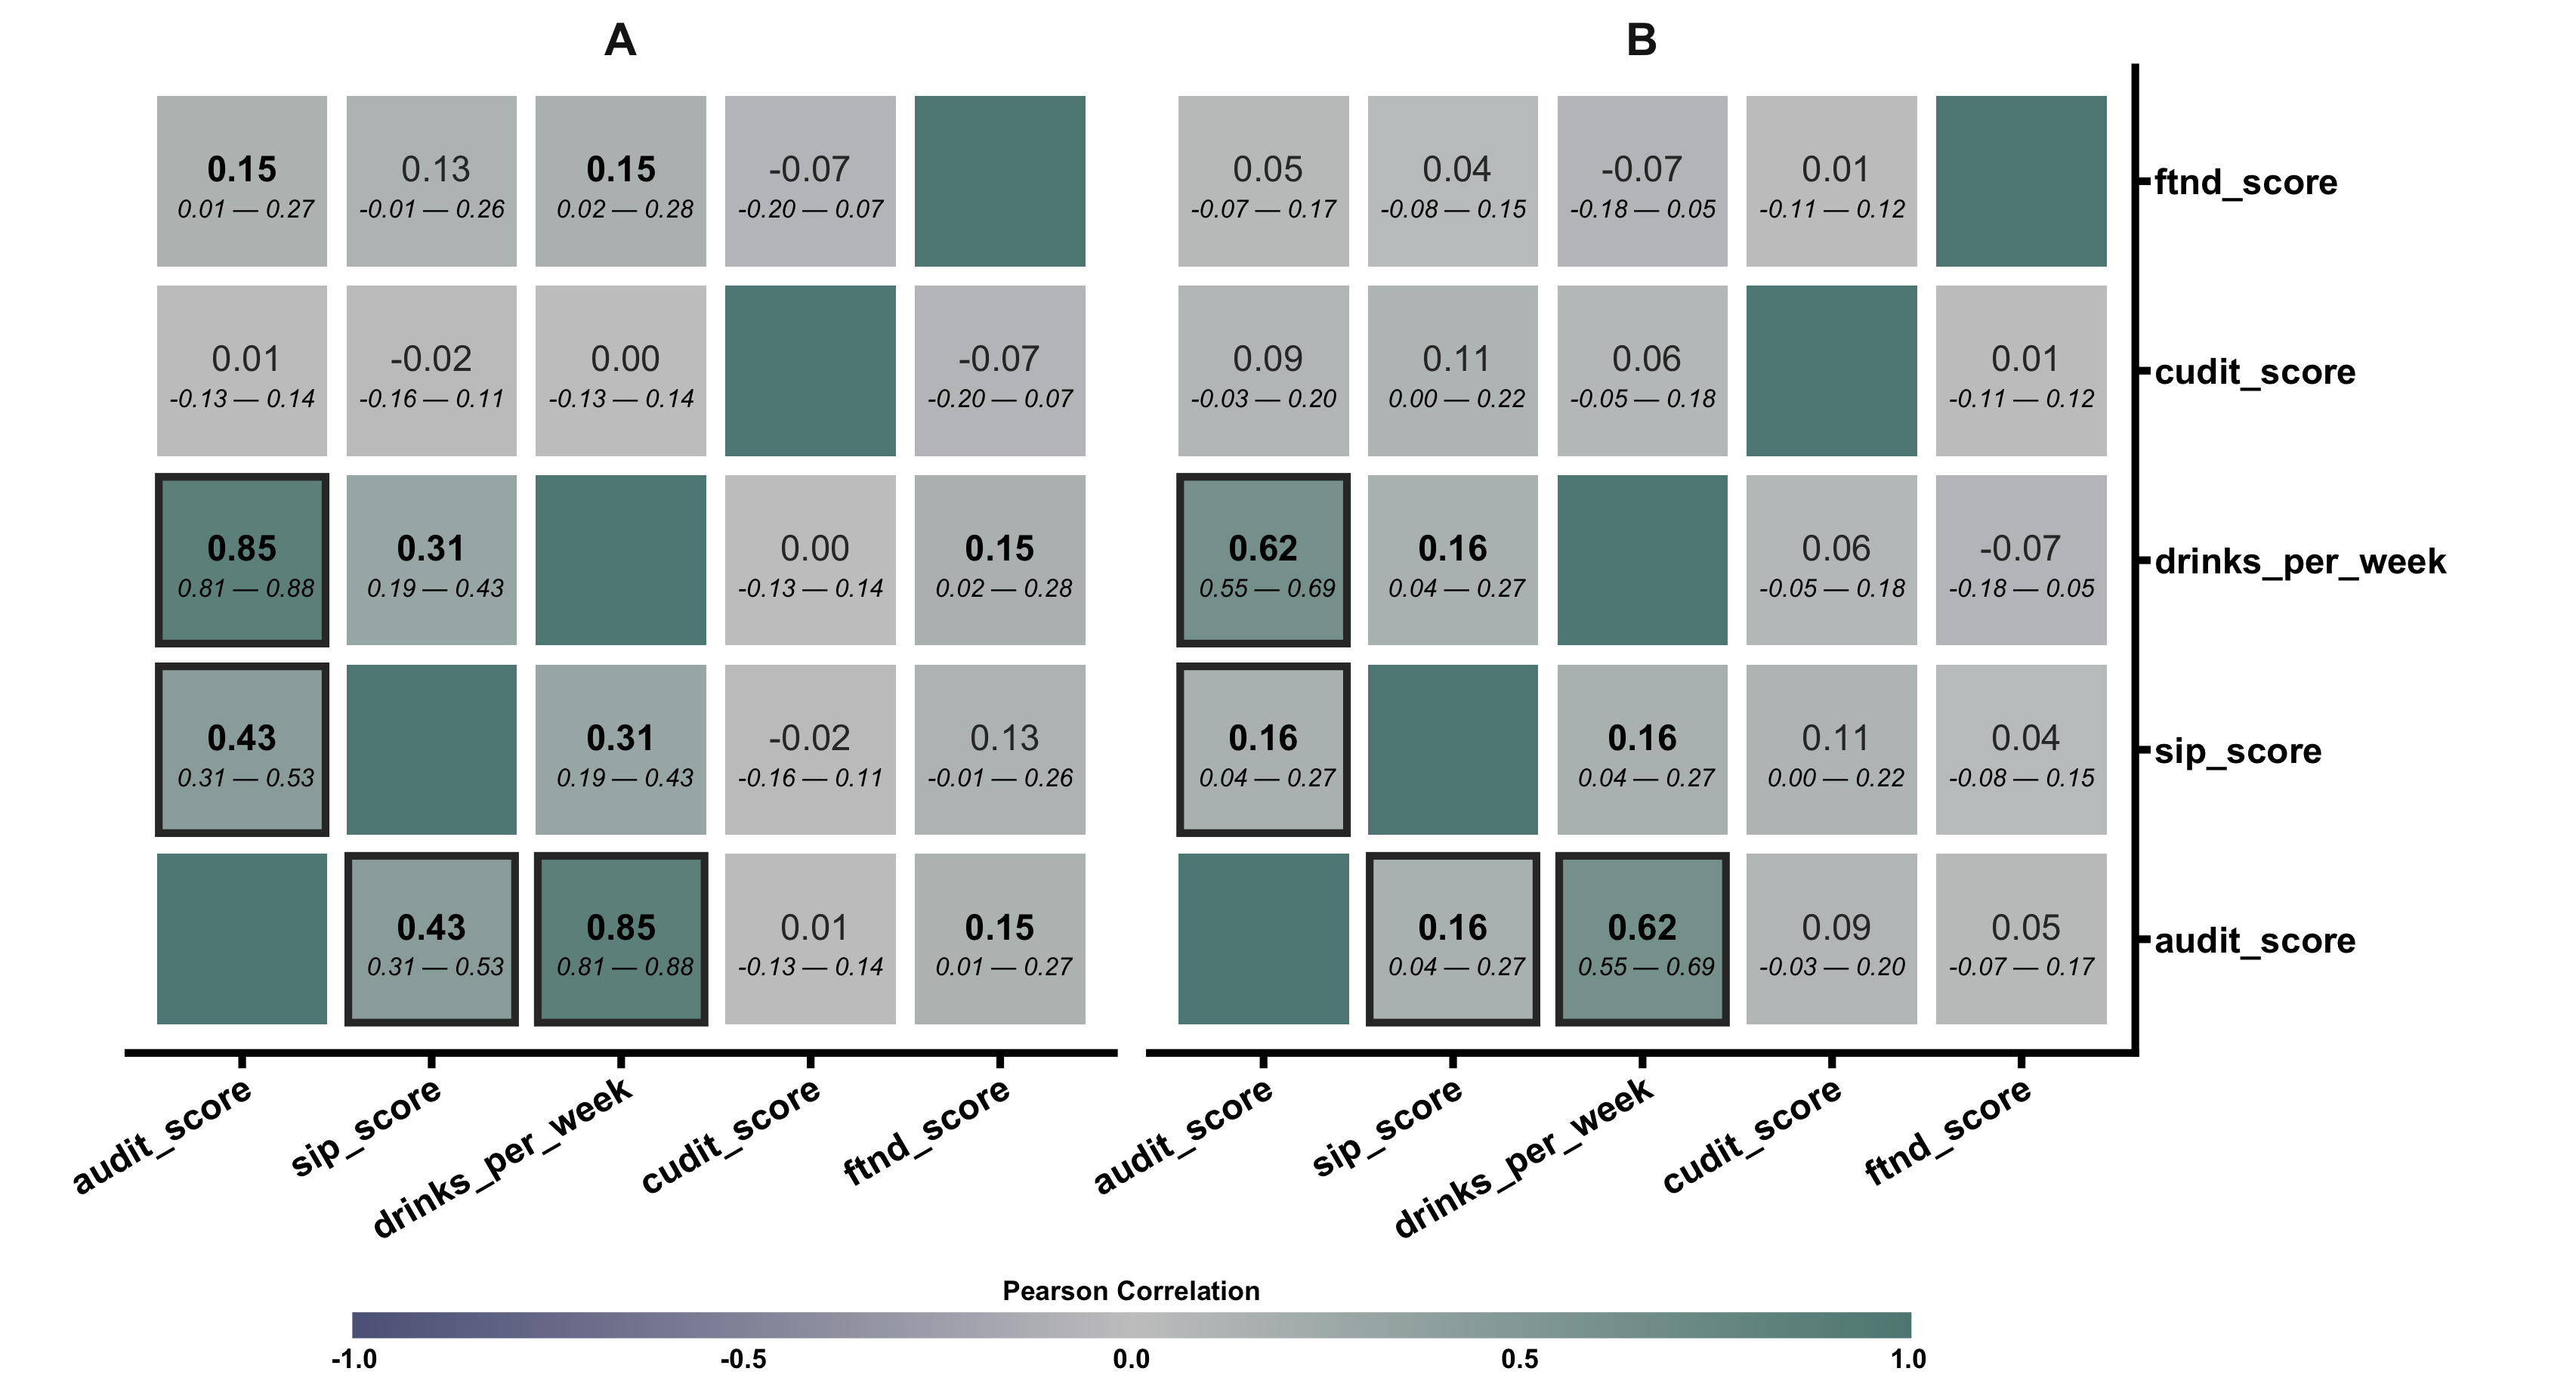 A
B
0.15 0.13 0.15 -0.07
0.01 — 0.27 -0.01 — 0.26 0.02 — 0.28 -0.20 — 0.07
0.05 0.04 -0.07 0.01
-0.07 — 0.17 -0.08 — 0.15 -0.18 — 0.05 -0.11 — 0.12
ftnd_score
0.01 -0.02 0.00 -0.07
-0.13 — 0.14 -0.16 — 0.11 -0.13 — 0.14 -0.20 — 0.07
0.09 0.11 0.06 0.01
-0.03 — 0.20 0.00 — 0.22 -0.05 — 0.18 -0.11 — 0.12
cudit_score
0.85 0.31 0.00 0.15
0.81 — 0.88 0.19 — 0.43 -0.13 — 0.14 0.02 — 0.28
0.62 0.16 0.06 -0.07
0.55 — 0.69 0.04 — 0.27 -0.05 — 0.18 -0.18 — 0.05
drinks_per_week
0.43 0.31 -0.02 0.13
0.31 — 0.53 0.19 — 0.43 -0.16 — 0.11 -0.01 — 0.26
0.16 0.16 0.11 0.04
0.04 — 0.27 0.04 — 0.27 0.00 — 0.22 -0.08 — 0.15
sip_score
0.43 0.85 0.01 0.15
0.31 — 0.53 0.81 — 0.88 -0.13 — 0.14 0.01 — 0.27
0.16 0.62 0.09 0.05
0.04 — 0.27 0.55 — 0.69 -0.03 — 0.20 -0.07 — 0.17
audit_score
audit_score
sip_score
drinks_per_week
cudit_score
ftnd_score
audit_score
sip_score
drinks_per_week
cudit_score
ftnd_score
Pearson Correlation
-1.0 -0.5 0.0 0.5 1.0